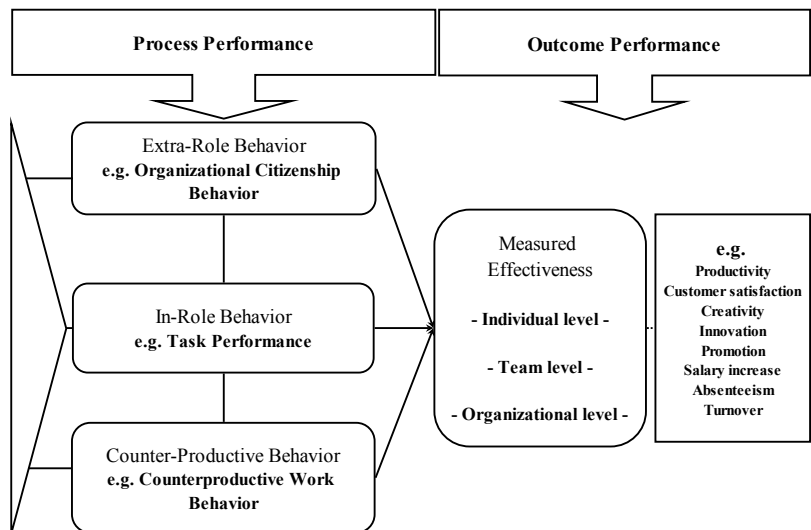 Process Performance
Outcome Performance
Extra-Role Behavior
e.g. Organizational Citizenship
Behavior
In-Role Behavior
e.g. Task Performance
Counter-Productive Behavior
e.g. Counterproductive Work
Behavior
Measured
Effectiveness
- Individual level -
- Team level -
- Organizational level -
e.g.
Productivity
Customer satisfaction
Creativity
Innovation
Promotion
Salary increase
Absenteeism
Turnover